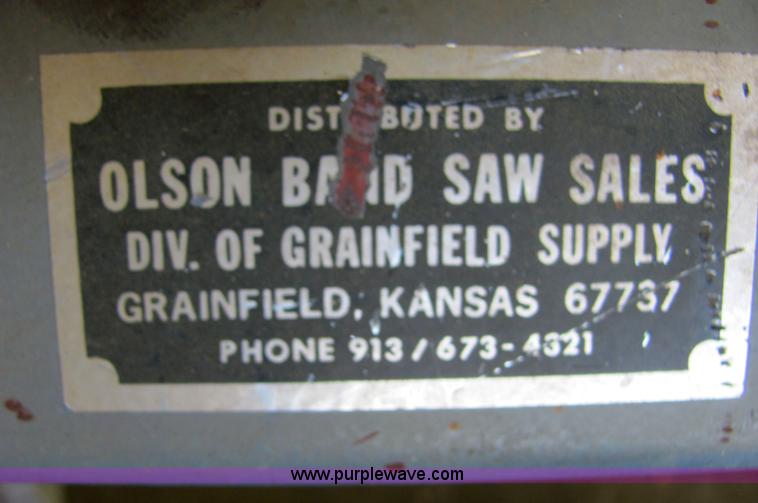 DISTRIBUTED BY
OLSON BAND SAW SALES
DIV. OF GRAINFIELD SUPPLY
GRAINFIELD, KANSAS 67737
PHONE 913/673-4321
www.purplewave.com